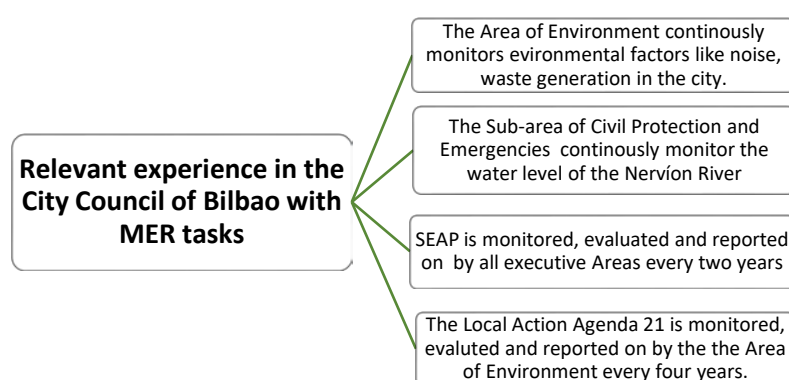 Relevant experience in the
City Council of Bilbao with
MER tasks
The Area of Environment continously
monitors evironmental factors like noise,
waste generation in the city.
The Sub-area of Civil Protection and
Emergencies continously monitor the
water level of the Nervíon River
SEAP is monitored, evaluated and reported
on by all executive Areas every two years
The Local Action Agenda 21 is monitored,
evaluted and reported on by the the Area
of Environment every four years.